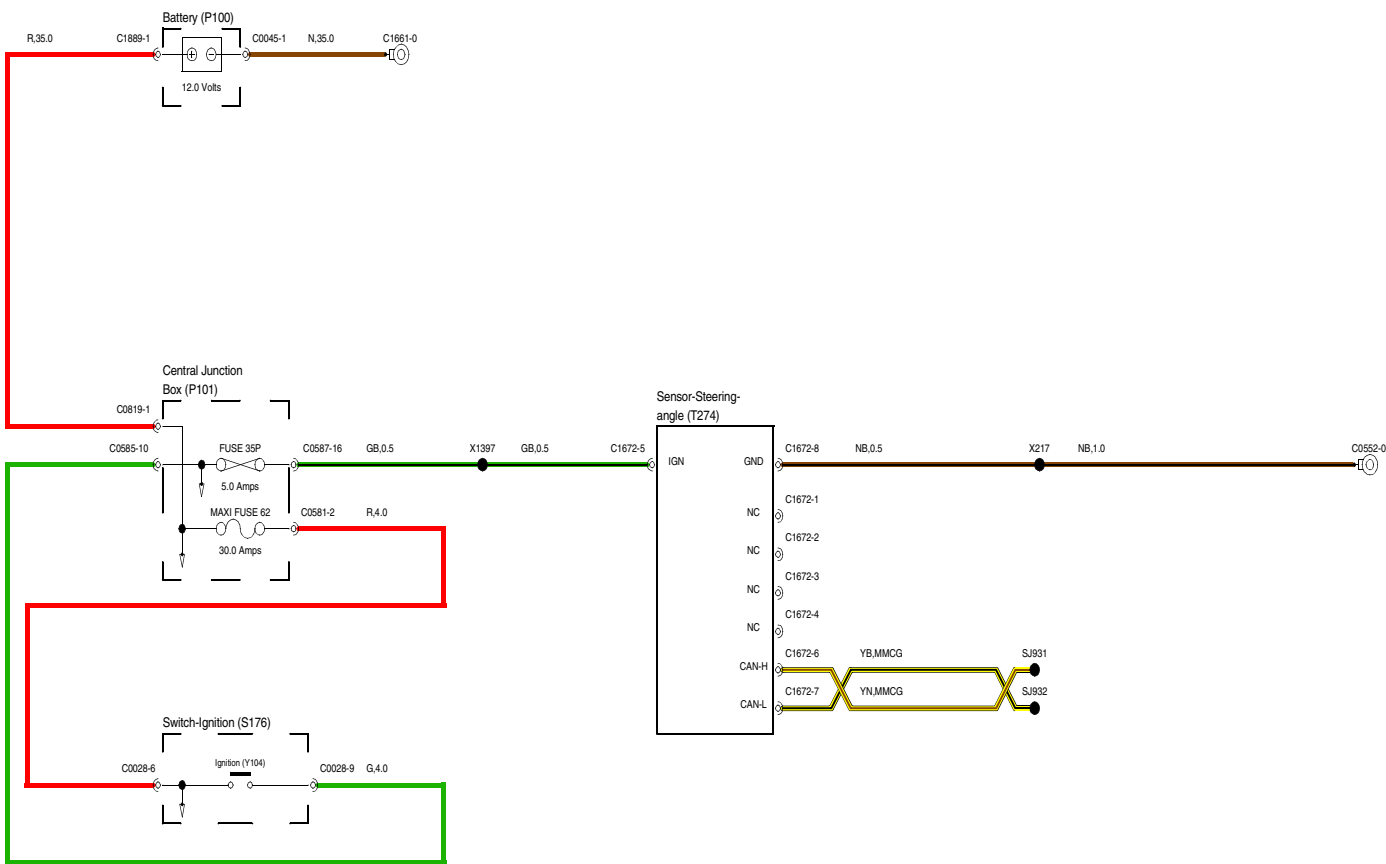 Battery (P100)
R,35.0
C1889-1
C0045-1
N,35.0
C1661-0
12.0 Volts
Central Junction
Box (P101)
C0819-1
C0585-10
FUSE 35P
5.0 Amps
C0587-16
GB,0.5
X1397
GB,0.5
C1672-5
MAXI FUSE 62
30.0 Amps
C0581-2
R,4.0
Sensor-Steering-
angle (T274)
IGN
GND
C1672-8
NB,0.5
X217
NB,1.0
C0552-0
C1672-1
NC
C1672-2
NC
C1672-3
NC
C1672-4
NC
C1672-6
YB,MMCG
SJ931
CAN-H
C1672-7
YN,MMCG
SJ932
CAN-L
Switch-Ignition (S176)
C0028-6
Ignition (Y104)
C0028-9
G,4.0